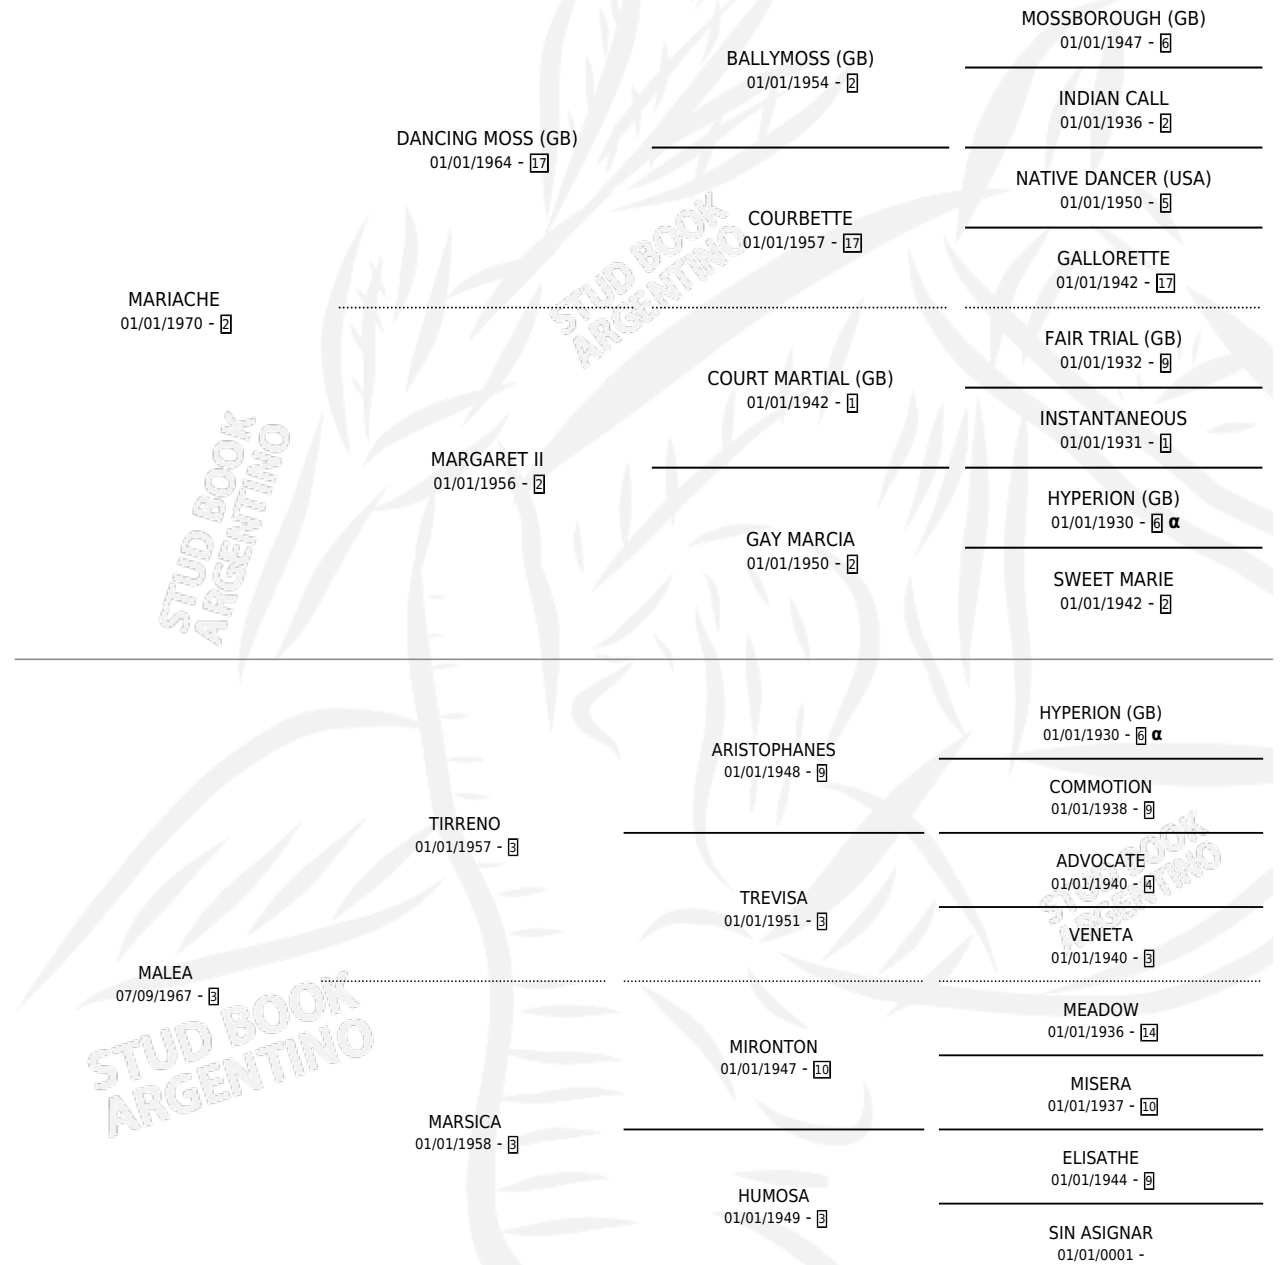 MOSSBOROUGH (GB)
01/01/1947 - 6
BALLYMOSS (GB)
01/01/1954 - 2
INDIAN CALL
01/01/1936 - 2
DANCING MOSS (GB)
01/01/1964 - 17
NATIVE DANCER (USA)
01/01/1950 - 5
COURBETTE
01/01/1957 - 17
GALLORETTE
01/01/1942 - 17
STUD BOOK
ARGENTINO
MARIACHE
01/01/1970 - 2
FAIR TRIAL (GB)
01/01/1932 - 9
COURT MARTIAL (GB)
01/01/1942 - 1
INSTANTANEOUS
01/01/1931 - 1
MARGARET II
01/01/1956 - 2
HYPERION (GB)
01/01/1930 - 6 α
GAY MARCIA
01/01/1950 - 2
SWEET MARIE
01/01/1942 - 2
STUD BOOK
ARGENTINO
HYPERION (GB)
01/01/1930 - 6 α
ARISTOPHANES
01/01/1948 - 9
COMMOTION
01/01/1938 - 9
TIRRENO
01/01/1957 - 3
ADVOCATE
01/01/1940 - 4
TREVISA
01/01/1951 - 3
VENETA
01/01/1940 - 3
STUD BOOK
ARGENTINO
MALEA
07/09/1967 - 3
MEADOW
01/01/1936 - 14
MIRONTON
01/01/1947 - 10
MISERA
01/01/1937 - 10
STUD BOOK
ARGENTINO
MARSICA
01/01/1958 - 3
ELISATHE
01/01/1944 - 9
HUMOSA
01/01/1949 - 3
SIN ASIGNAR
01/01/0001 -